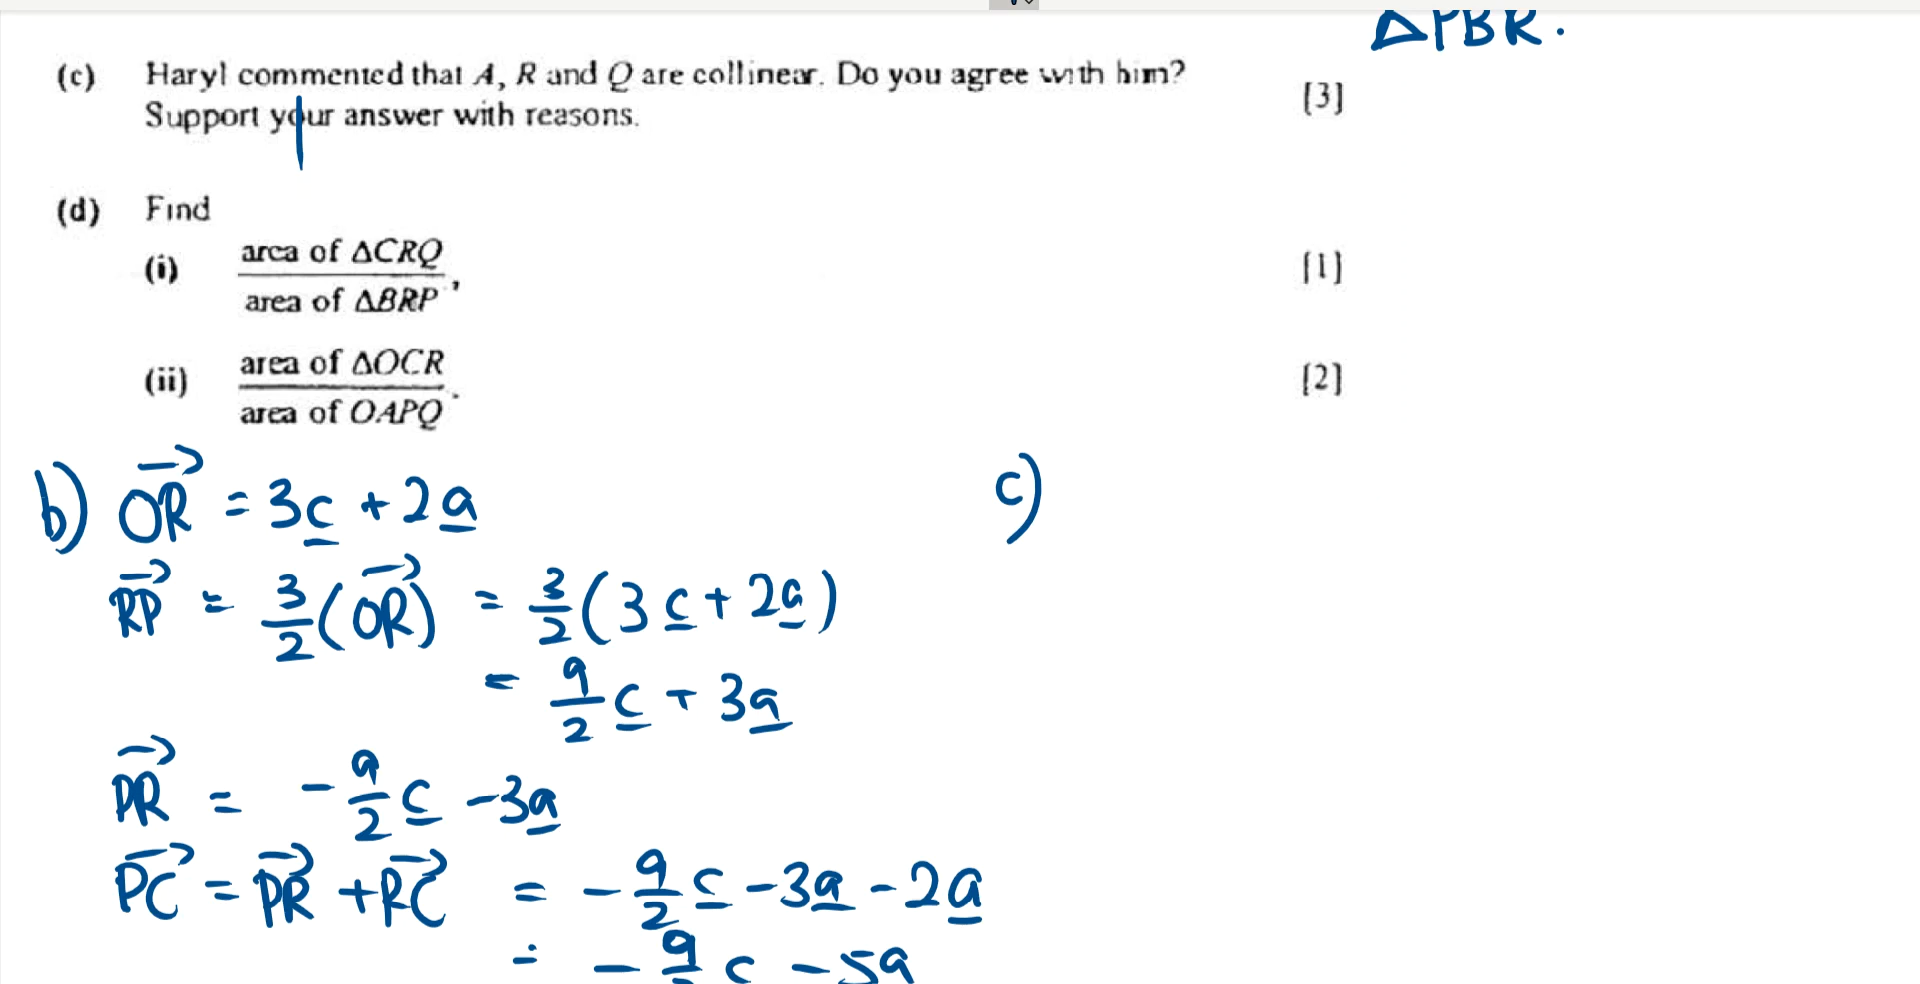 ΔPBR.
(c) Haryl commented that A, R and Q are collinear. Do you agree with him?
Support your answer with reasons. [3]
(d) Find
(i) area of ΔCRQ / area of ΔBRP , [1]
(ii) area of ΔOCR / area of OAPQ . [2]
b) OR→ = 3c + 2a
c)
RP→ = 3/2 (OR→) = 3/2 (3c + 2a)
= 9/2 c + 3a
PR→ = - 9/2 c - 3a
PC→ = PR→ + RC→ = - 9/2 c - 3a - 2a
= - 9/2 c - 5a